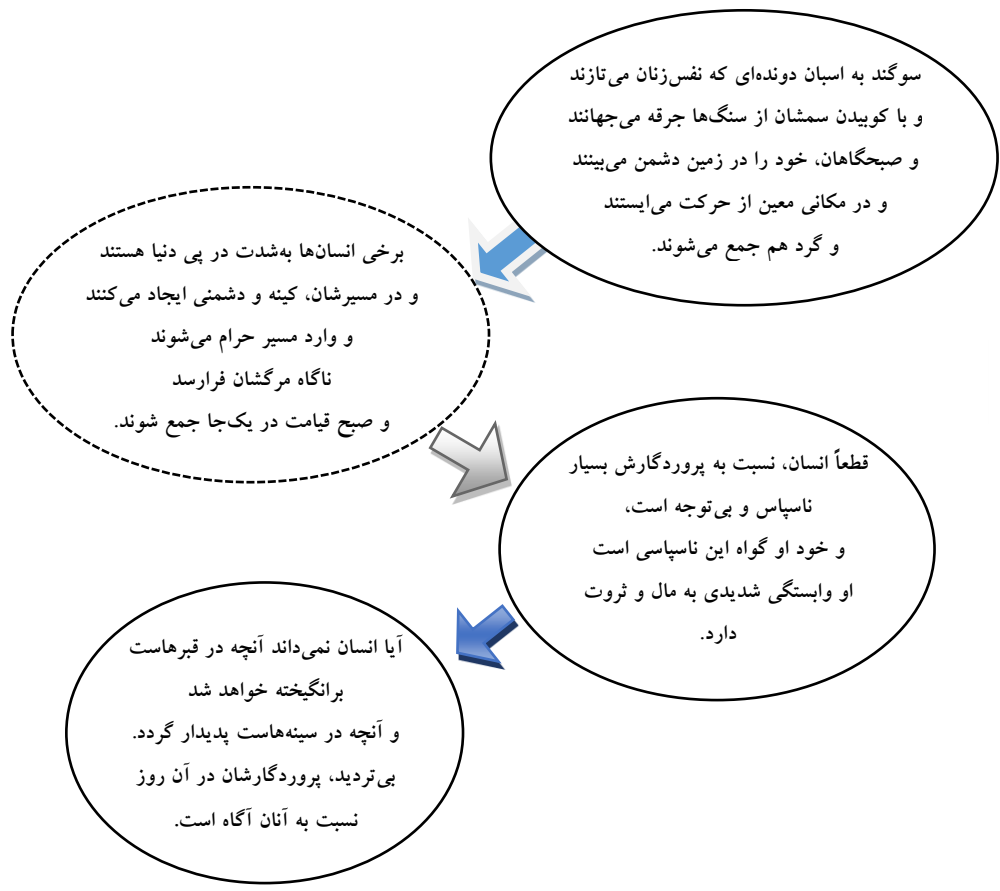 سوگند به اسبان دونده‌ای که نفس‌زنان می‌تازند
و با کوبیدن سمشان از سنگ‌ها جرقه می‌جهانند
و صبحگاهان، خود را در زمین دشمن می‌بینند
و در مکانی معین از حرکت می‌ایستند
و گرد هم جمع می‌شوند.
برخی انسان‌ها به‌شدت در پی دنیا هستند
و در مسیرشان، کینه و دشمنی ایجاد می‌کنند
و وارد مسیر حرام می‌شوند
ناگاه مرگشان فرارسد
و صبح قیامت در یک‌جا جمع شوند.
قطعاً انسان، نسبت به پروردگارش بسیار
ناسپاس و بی‌توجه است،
و خود او گواه این ناسپاسی است
او وابستگی شدیدی به مال و ثروت
دارد.
آیا انسان نمی‌داند آنچه در قبرهاست
برانگیخته خواهد شد
و آنچه در سینه‌هاست پدیدار گردد.
بی‌تردید، پروردگارشان در آن روز
نسبت به آنان آگاه است.